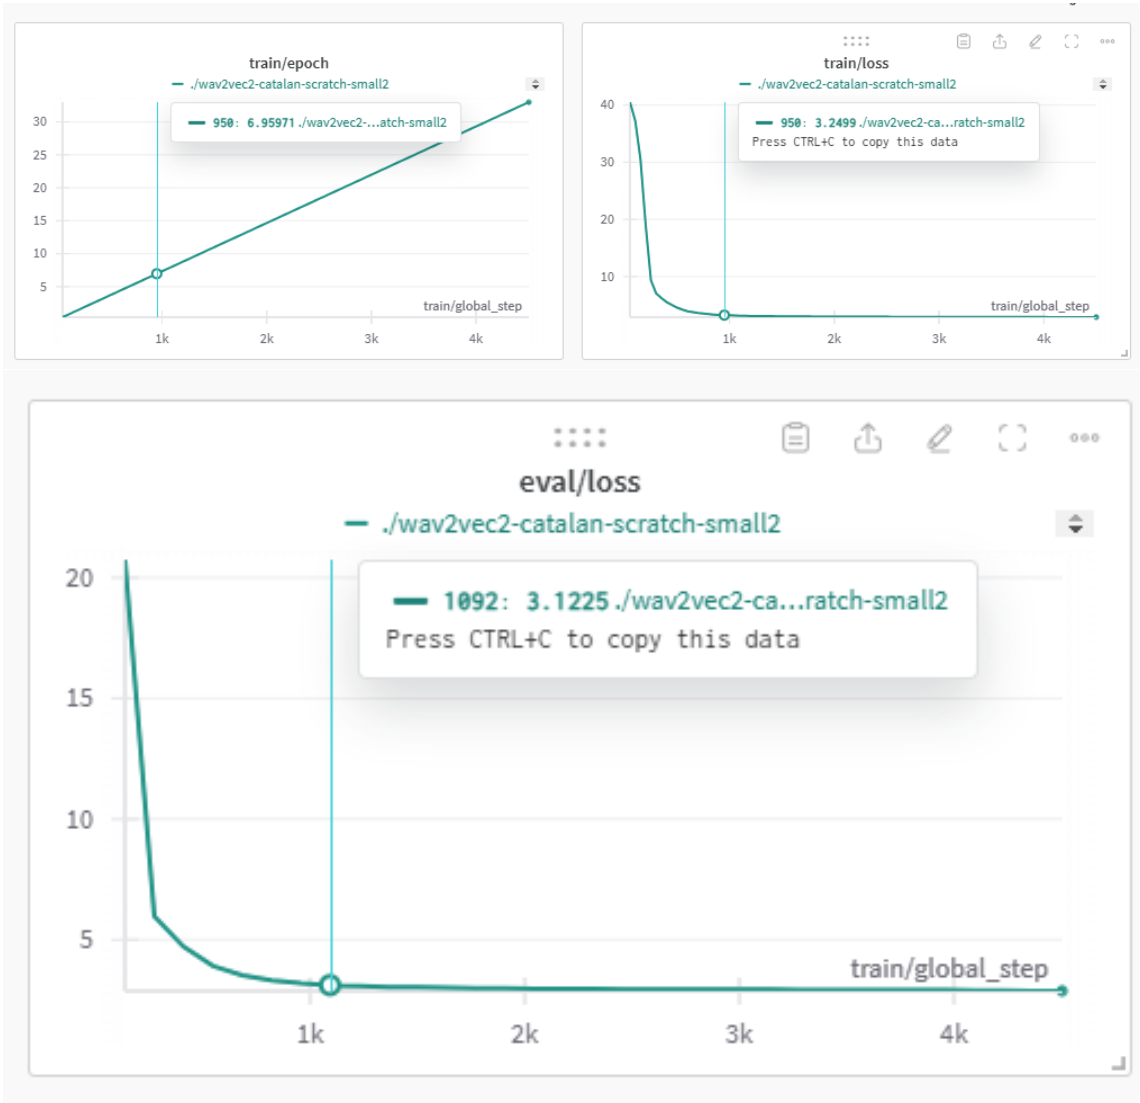 train/epoch
./wav2vec2-catalan-scratch-small2
950: 6.95971 ./wav2vec2-...atch-small2
30
25
20
15
10
5
train/global_step
1k
2k
3k
4k
train/loss
./wav2vec2-catalan-scratch-small2
950: 3.2499 ./wav2vec2-ca...ratch-small2
Press CTRL+C to copy this data
40
30
20
10
train/global_step
1k
2k
3k
4k
eval/loss
./wav2vec2-catalan-scratch-small2
1092: 3.1225 ./wav2vec2-ca...ratch-small2
Press CTRL+C to copy this data
20
15
10
5
train/global_step
1k
2k
3k
4k